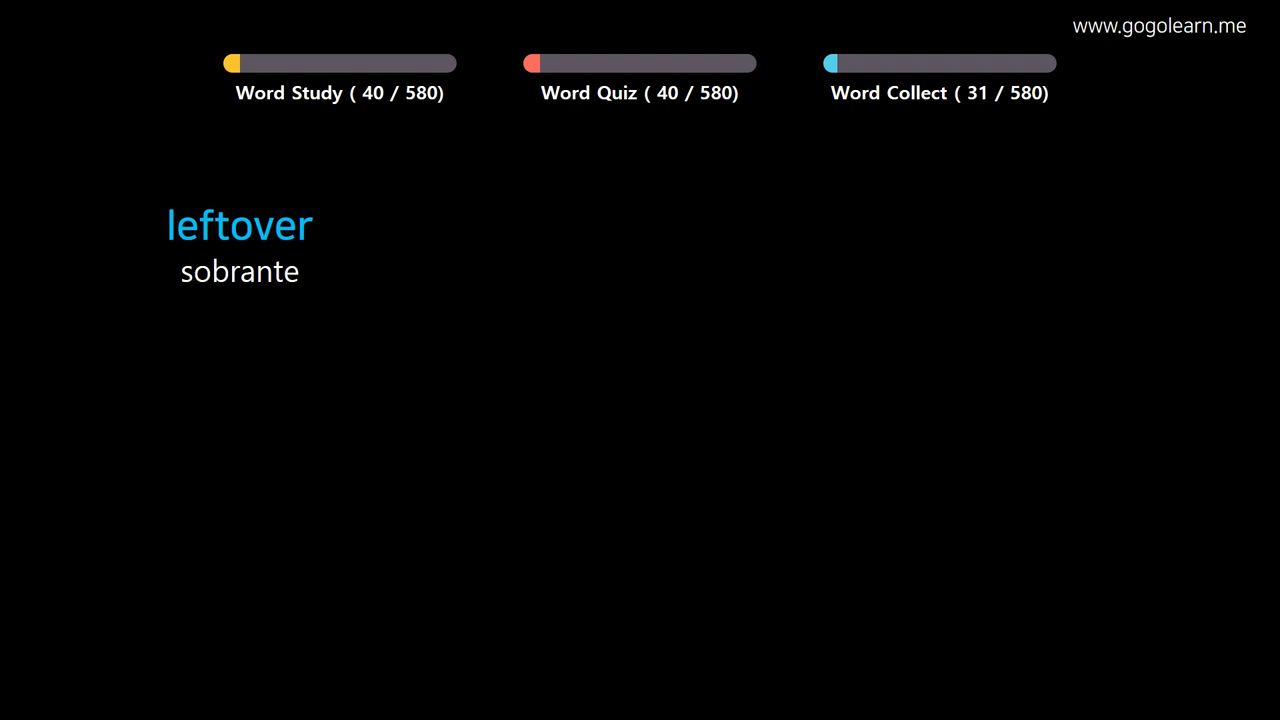 www.gogolearn.me
Word Study ( 40 / 580)
Word Quiz ( 40 / 580)
Word Collect ( 31 / 580)
leftover
sobrante